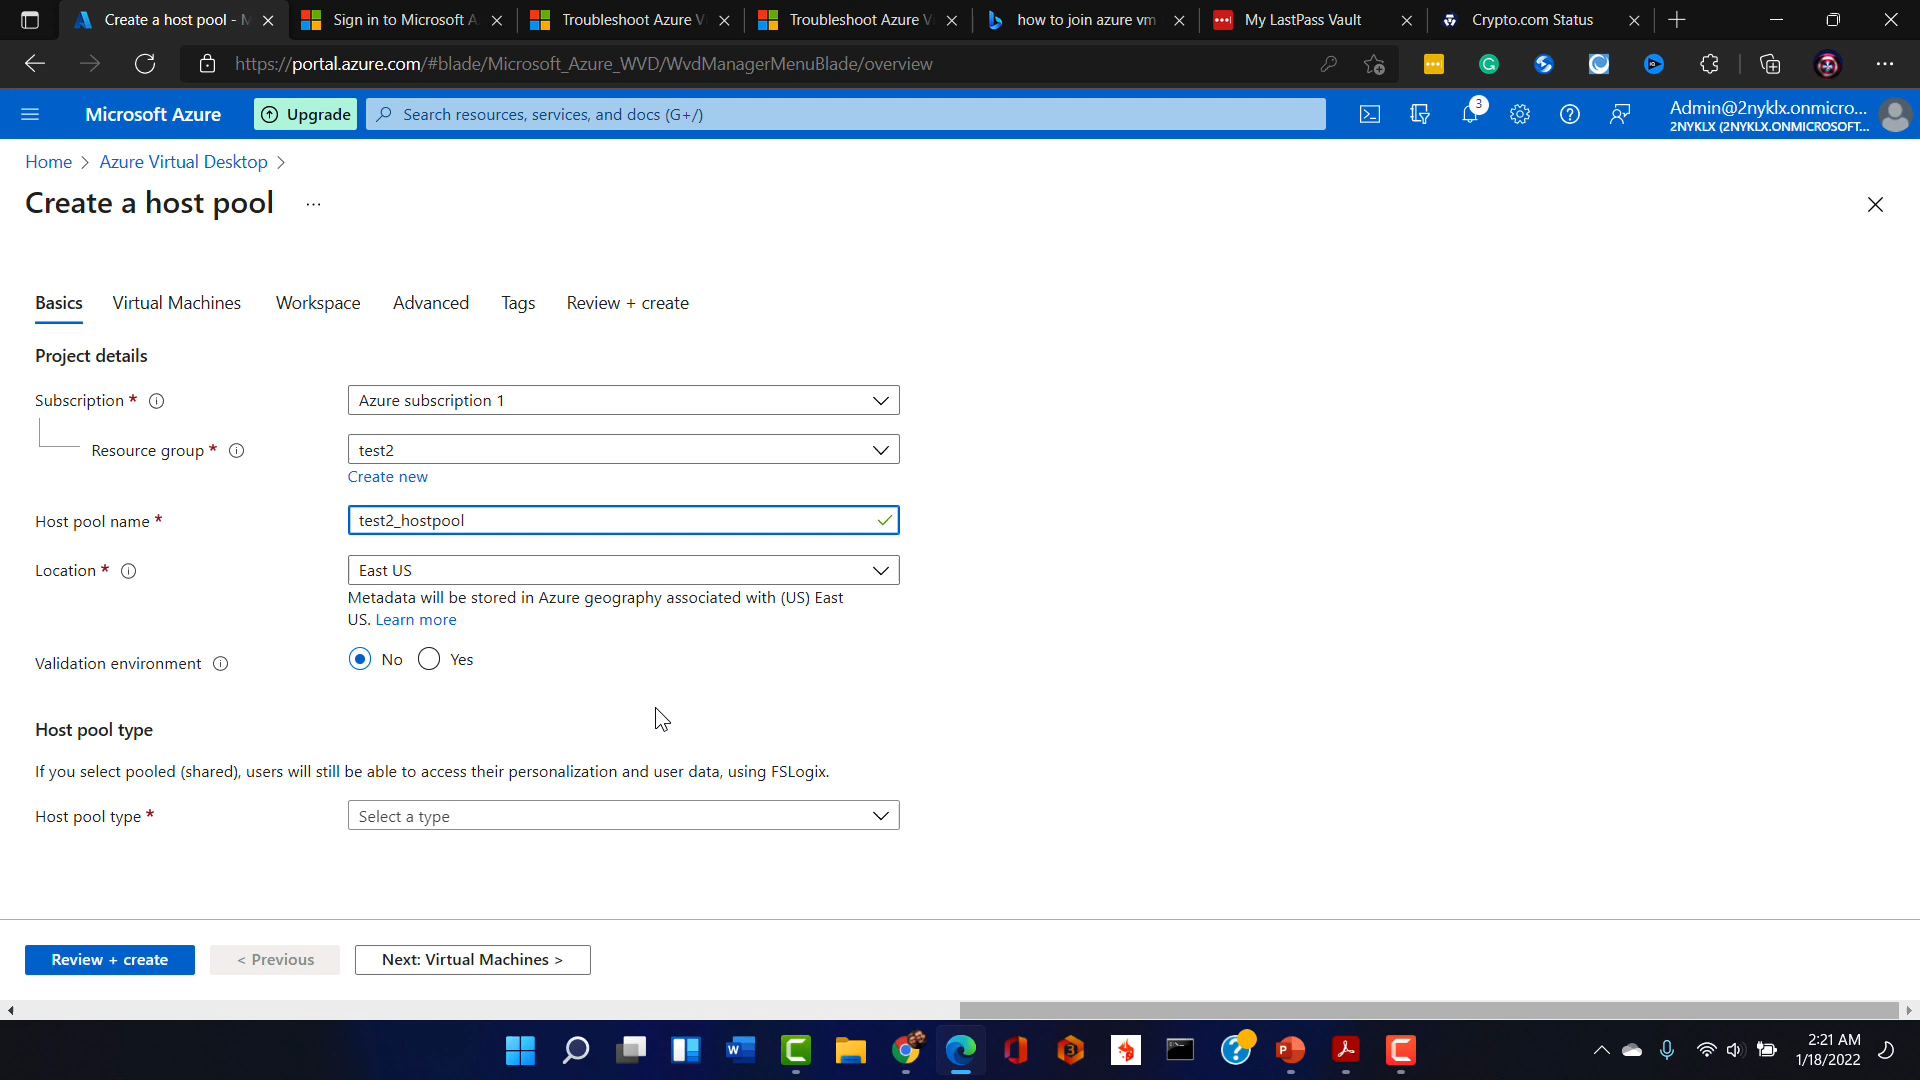 Create a host pool - M
Sign in to Microsoft A
Troubleshoot Azure V
Troubleshoot Azure V
how to join azure vm
My LastPass Vault
Crypto.com Status
https://portal.azure.com/#blade/Microsoft_Azure_WVD/WvdManagerMenuBlade/overview
Microsoft Azure
Upgrade
Search resources, services, and docs (G+/)
3
Admin@2nyklx.onmicro...
2NYKLX (2NYKLX.ONMICROSOFT...
Home > Azure Virtual Desktop >
Create a host pool ...
Basics Virtual Machines Workspace Advanced Tags Review + create
Project details
Subscription *
Azure subscription 1
Resource group *
test2
Create new
Host pool name *
test2_hostpool
Location *
East US
Metadata will be stored in Azure geography associated with (US) East
US. Learn more
Validation environment
No Yes
Host pool type
If you select pooled (shared), users will still be able to access their personalization and user data, using FSLogix.
Host pool type *
Select a type
Review + create < Previous Next: Virtual Machines >
2:21 AM
1/18/2022